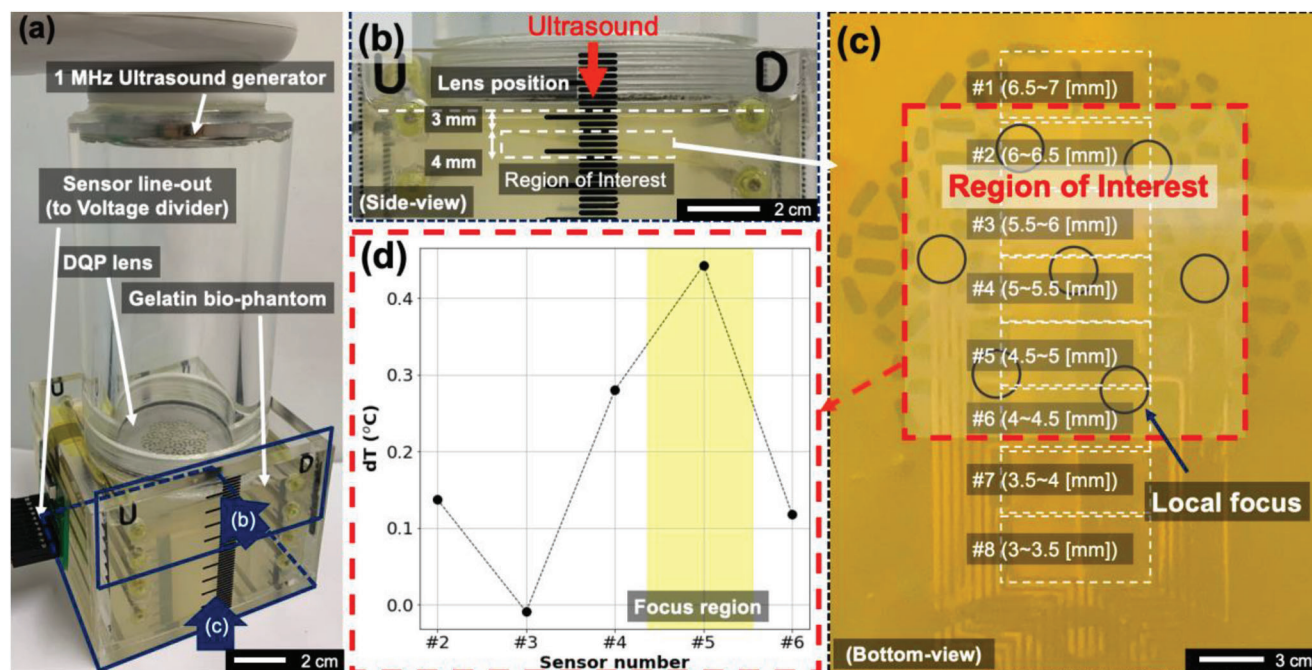 (a)
1 MHz Ultrasound generator
Sensor line-out
(to Voltage divider)
DQP lens
Gelatin bio-phantom
U
D
U
(b)
(c)
2 cm
(b)
Ultrasound
U
D
Lens position
3 mm
4 mm
Region of Interest
(Side-view)
2 cm
(d)
dT (°C)
0.4
0.3
0.2
0.1
0.0
Focus region
#2 #3 #4 #5 #6
Sensor number
(c)
#1 (6.5~7 [mm])
#2 (6~6.5 [mm])
Region of Interest
#3 (5.5~6 [mm])
#4 (5~5.5 [mm])
#5 (4.5~5 [mm])
#6 (4~4.5 [mm])
#7 (3.5~4 [mm])
Local focus
#8 (3~3.5 [mm])
(Bottom-view)
3 cm